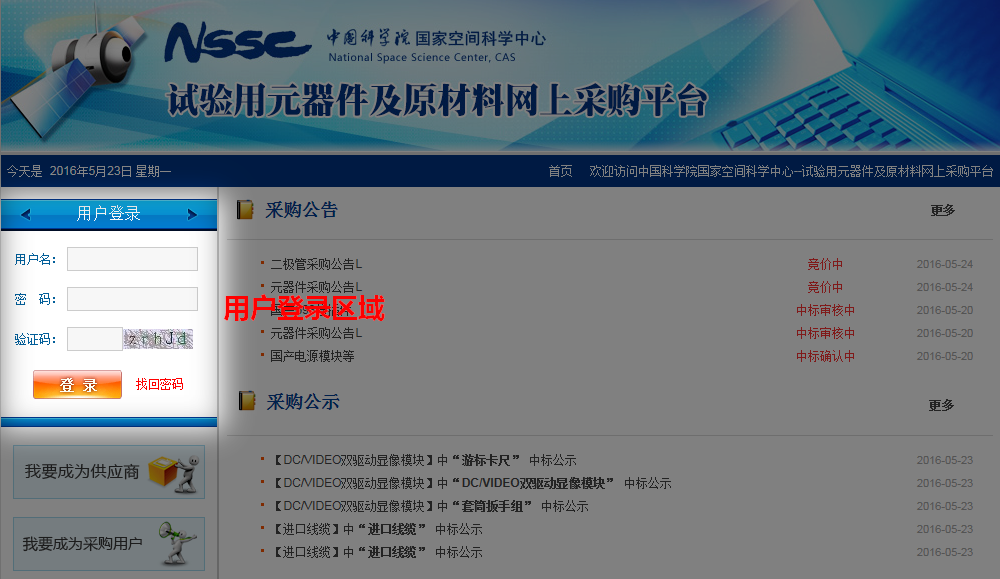 NSSC 中国科学院 国家空间科学中心
National Space Science Center, CAS
试验用元器件及原材料网上采购平台
今天是 2016年5月23日 星期一
首页 欢迎访问中国科学院国家空间科学中心--试验用元器件及原材料网上采购平台
用户登录
用户名：
密 码：
验证码：
登 录 找回密码
我要成为供应商
我要成为采购用户
用户登录区域
采购公告 更多
二极管采购公告L 竞价中 2016-05-24
元器件采购公告L 竞价中 2016-05-24
中标审核中 2016-05-20
元器件采购公告L 中标审核中 2016-05-20
国产电源模块等 中标确认中 2016-05-20
采购公示 更多
【DC/VIDEO双驱动显像模块】中“游标卡尺” 中标公示 2016-05-23
【DC/VIDEO双驱动显像模块】中“DC/VIDEO双驱动显像模块” 中标公示 2016-05-23
【DC/VIDEO双驱动显像模块】中“套筒扳手组” 中标公示 2016-05-23
【进口线缆】中“进口线缆” 中标公示 2016-05-23
【进口线缆】中“进口线缆” 中标公示 2016-05-23